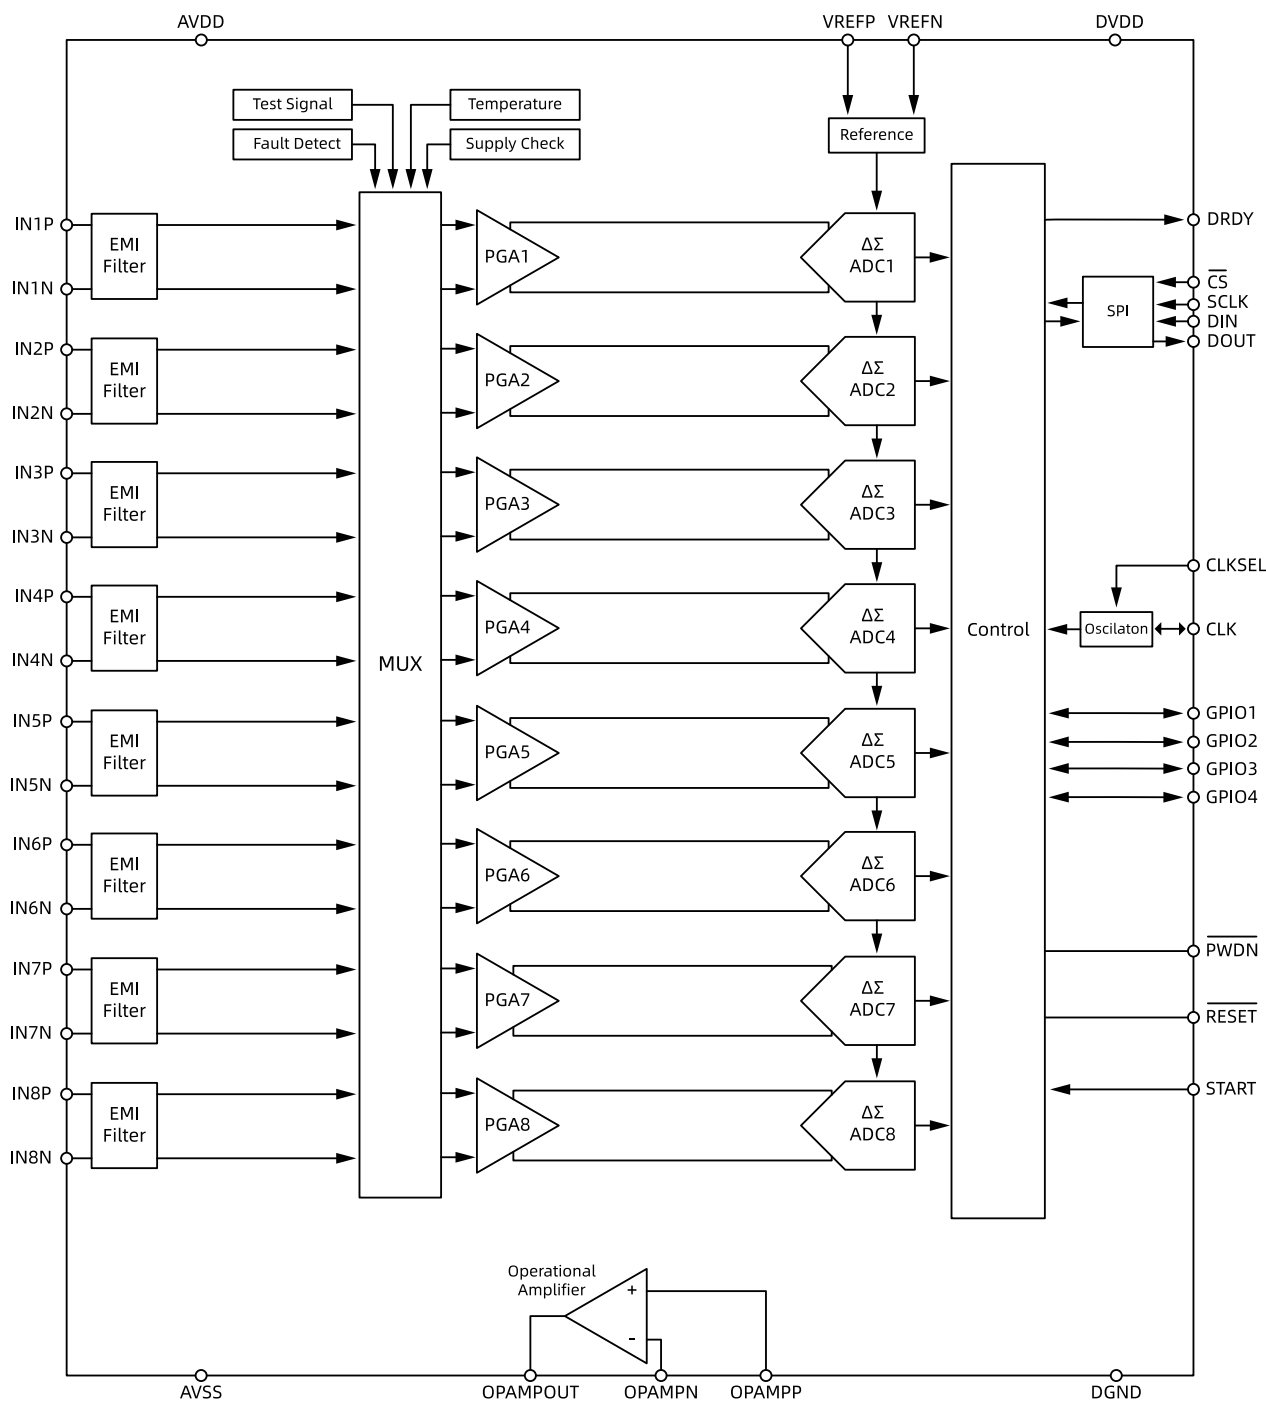 AVDD
VREFP
VREFN
DVDD
Test Signal
Temperature
Fault Detect
Supply Check
Reference
IN1P
IN1N
EMI
Filter
PGA1
ΔΣ
ADC1
DRDY
CS
SCLK
DIN
DOUT
SPI
IN2P
IN2N
EMI
Filter
PGA2
ΔΣ
ADC2
IN3P
IN3N
EMI
Filter
PGA3
ΔΣ
ADC3
IN4P
IN4N
EMI
Filter
MUX
PGA4
ΔΣ
ADC4
Control
CLKSEL
Oscilaton
CLK
IN5P
IN5N
EMI
Filter
PGA5
ΔΣ
ADC5
GPIO1
GPIO2
GPIO3
GPIO4
IN6P
IN6N
EMI
Filter
PGA6
ΔΣ
ADC6
PWDN
IN7P
IN7N
EMI
Filter
PGA7
ΔΣ
ADC7
RESET
IN8P
IN8N
EMI
Filter
PGA8
ΔΣ
ADC8
START
Operational
Amplifier
+
-
AVSS
OPAMPOUT
OPAMPN
OPAMPP
DGND